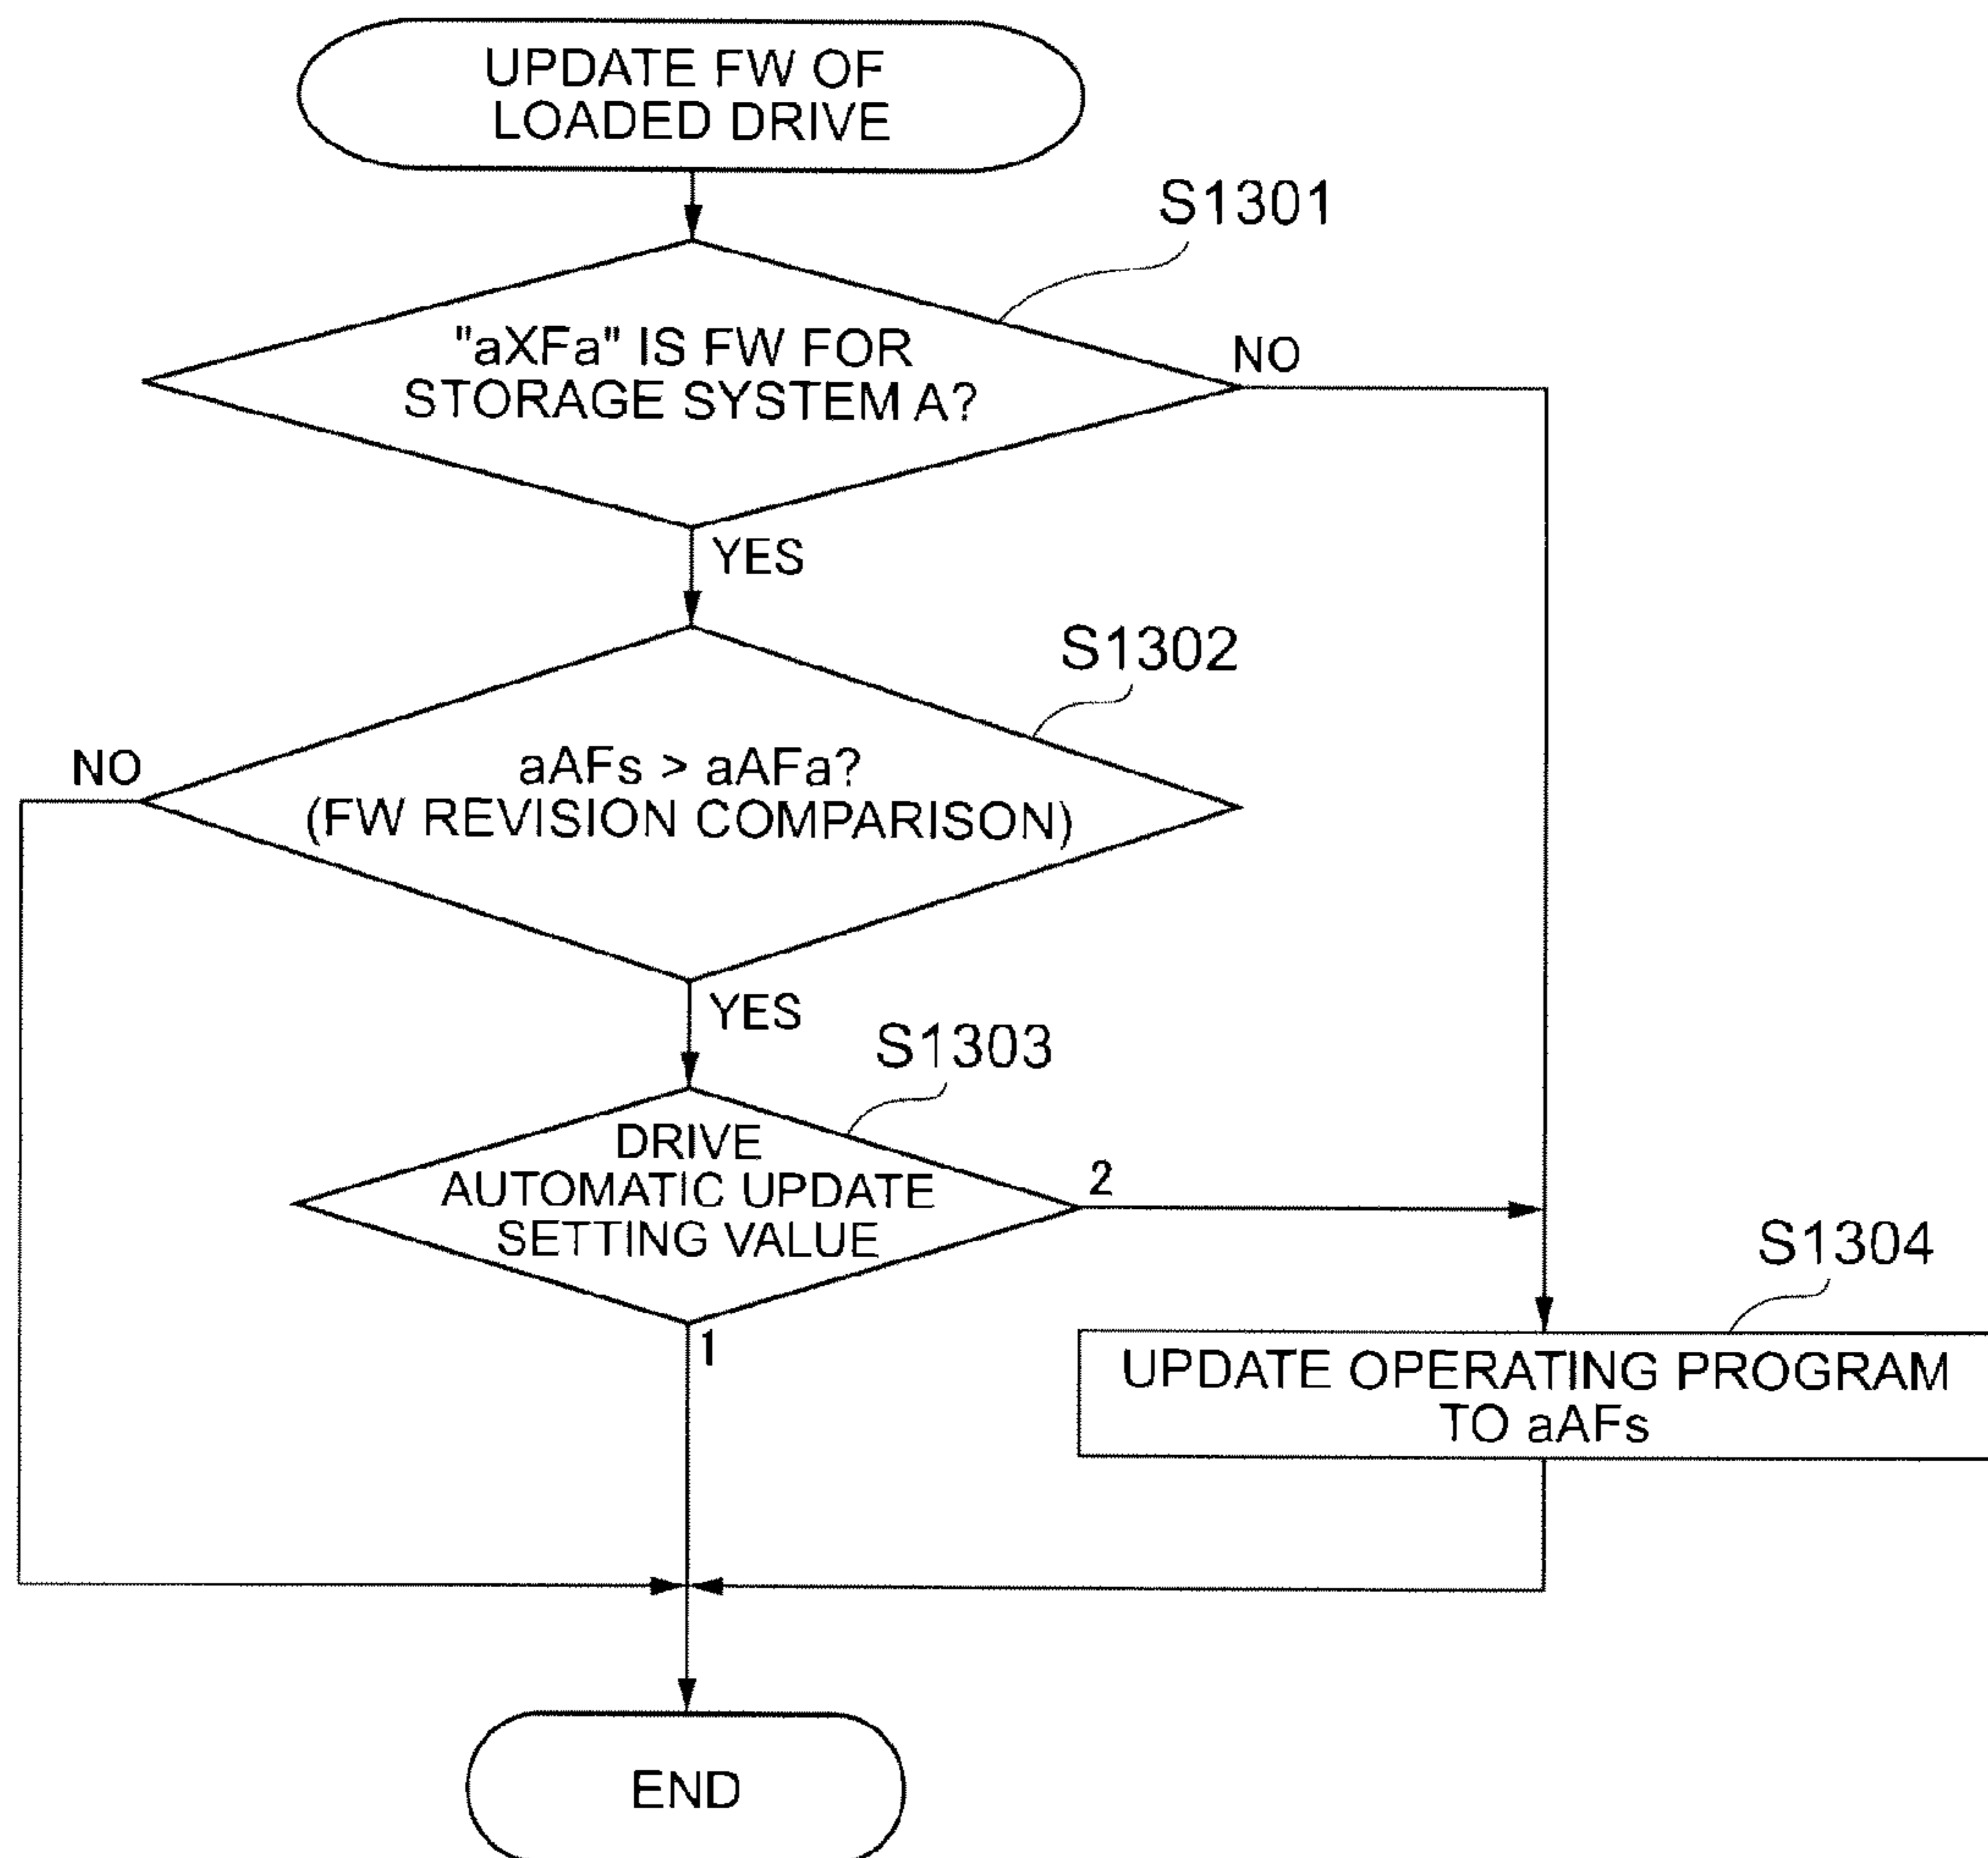 UPDATE FW OF
LOADED DRIVE
S1301
"aXFa" IS FW FOR
STORAGE SYSTEM A?
NO
YES
S1302
aAFs > aAFa?
(FW REVISION COMPARISON)
NO
YES
S1303
DRIVE
AUTOMATIC UPDATE
SETTING VALUE
2
1
S1304
UPDATE OPERATING PROGRAM
TO aAFs
END